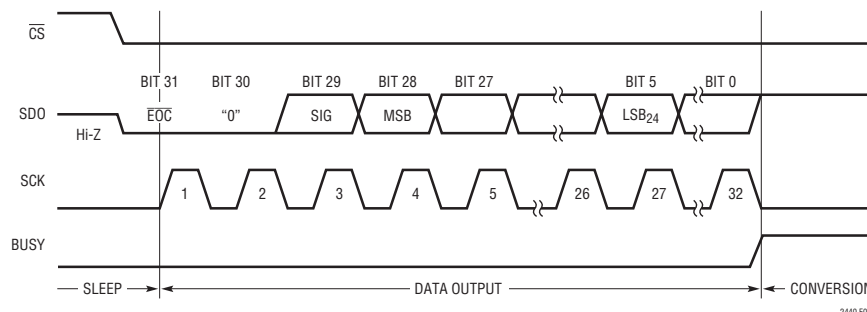 CS
BIT 31 BIT 30 BIT 29 BIT 28 BIT 27 BIT 5 BIT 0
SDO EOC “0” SIG MSB LSB24
Hi-Z
SCK 1 2 3 4 5 26 27 32
BUSY
SLEEP DATA OUTPUT CONVERSION